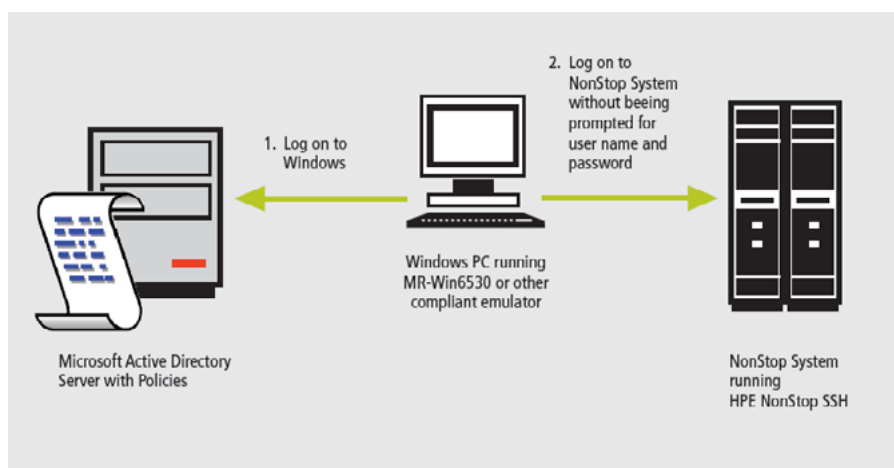 1. Log on to
Windows
2. Log on to
NonStop System
without beeing
prompted for
user name and
password
Windows PC running
MR-Win6530 or other
compliant emulator
Microsoft Active Directory
Server with Policies
NonStop System
running
HPE NonStop SSH